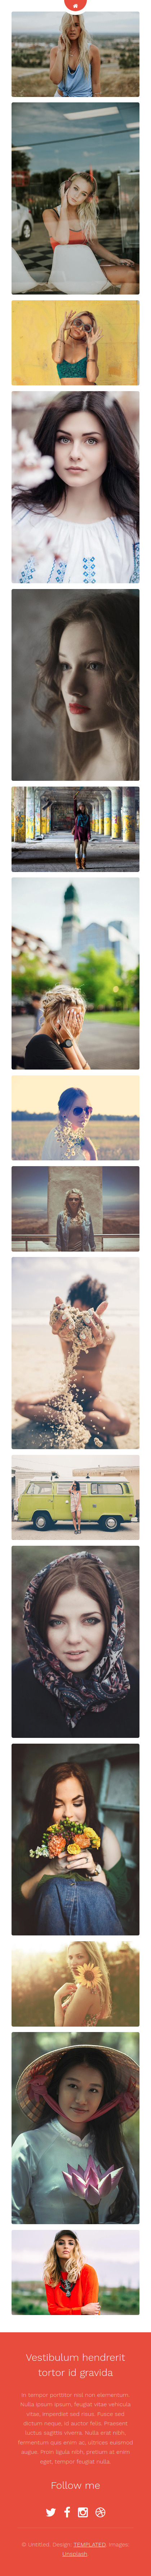 Vestibulum hendrerit
tortor id gravida
In tempor porttitor nisl non elementum.
Nulla ipsum ipsum, feugiat vitae vehicula
vitae, imperdiet sed risus. Fusce sed
dictum neque, id auctor felis. Praesent
luctus sagittis viverra. Nulla erat nibh,
fermentum quis enim ac, ultrices euismod
augue. Proin ligula nibh, pretium at enim
eget, tempor feugiat nulla.
Follow me
© Untitled. Design: TEMPLATED. Images:
Unsplash.